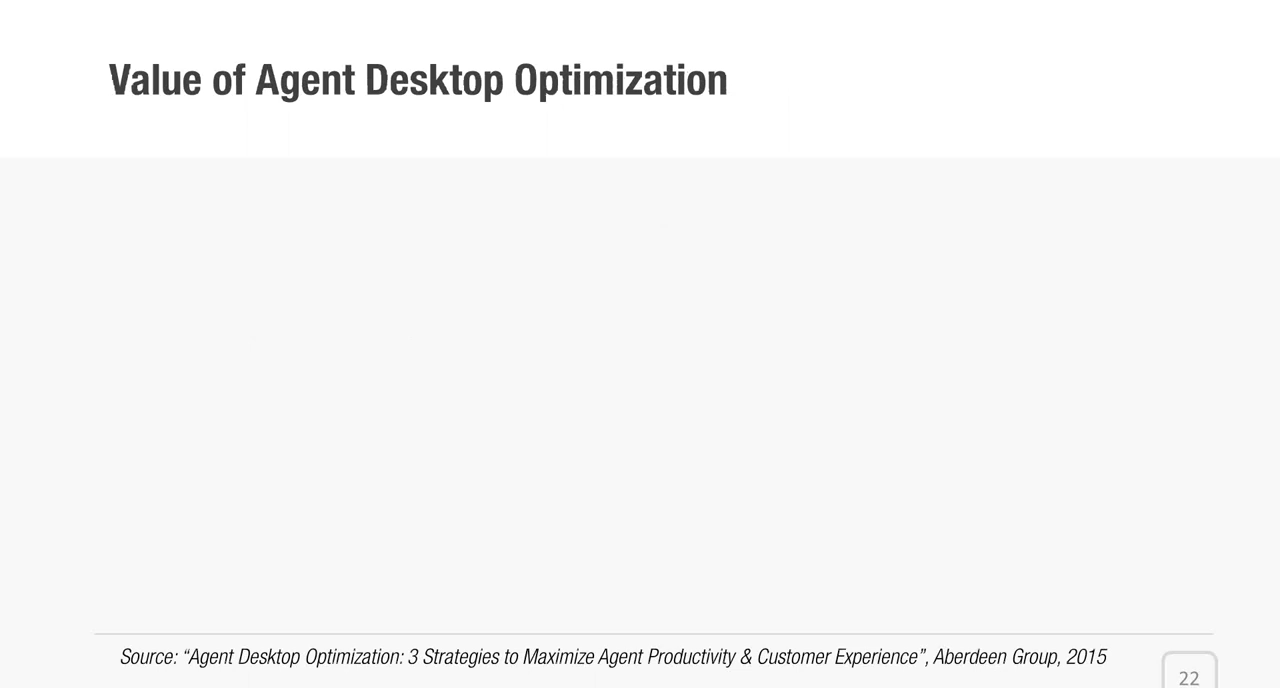 Value of Agent Desktop Optimization
Source: “Agent Desktop Optimization: 3 Strategies to Maximize Agent Productivity & Customer Experience”, Aberdeen Group, 2015
22